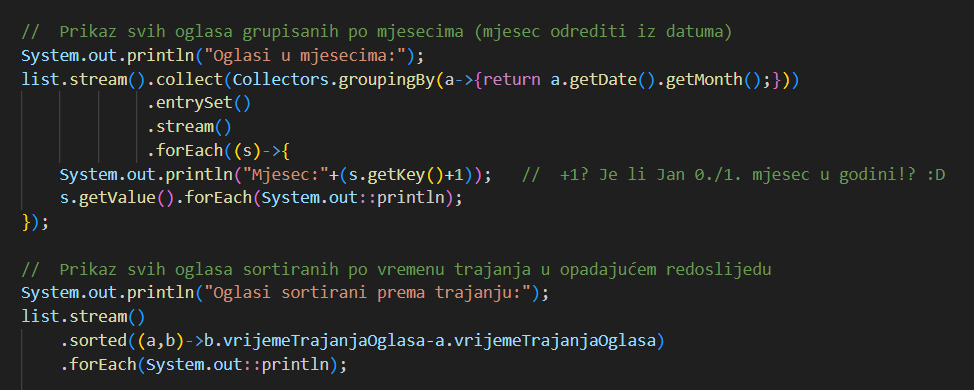 //  Prikaz svih oglasa grupisanih po mjesecima (mjesec odrediti iz datuma)
System.out.println("Oglasi u mjesecima:");
list.stream().collect(Collectors.groupingBy(a->{return a.getDate().getMonth();}))
            .entrySet()
            .stream()
            .forEach((s)->{
    System.out.println("Mjesec:"+(s.getKey()+1));   //  +1? Je li Jan 0./1. mjesec u godini!? :D
    s.getValue().forEach(System.out::println);
});

//  Prikaz svih oglasa sortiranih po vremenu trajanja u opadajućem redoslijedu
System.out.println("Oglasi sortirani prema trajanju:");
list.stream()
    .sorted((a,b)->b.vrijemeTrajanjaOglasa-a.vrijemeTrajanjaOglasa)
    .forEach(System.out::println);